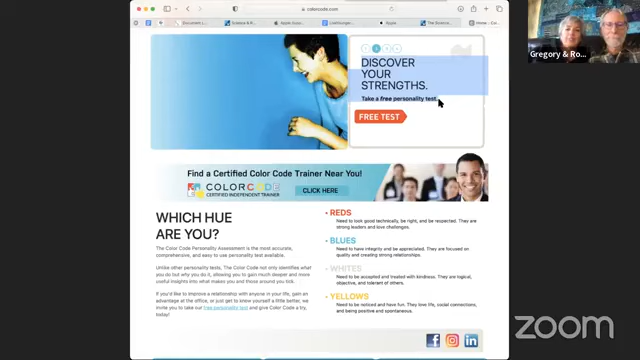 colorcode.com
Document L
Science & R
Apple
The Science
Home
DISCOVER
YOUR
STRENGTHS.
Take a free personality test.
FREE TEST
Find a Certified Color Code Trainer Near You!
COLORCODE
CERTIFIED INDEPENDENT TRAINER
CLICK HERE
WHICH HUE
ARE YOU?
The Color Code Personality Assessment is the most accurate,
comprehensive, and easy to use personality test available.
Unlike other personality tests, The Color Code not only identifies what
you do but why you do it, allowing you to gain much deeper and more
useful insights into what makes you and those around you tick.
If you'd like to improve a relationship with anyone in your life, gain an
advantage at the office, or just get to know yourself a little better, we
invite you to take our free personality test and give Color Code a try,
today!
• REDS
Need to look good technically, be right, and be respected. They are
strong leaders and love challenges.
• BLUES
Need to have integrity and be appreciated. They are focused on
quality and creating strong relationships.
• WHITES
Need to be accepted and treated with kindness. They are logical,
objective, and tolerant of others.
• YELLOWS
Need to be noticed and have fun. They love life, social connections,
and being positive and spontaneous.
Gregory & Ro...
zoom